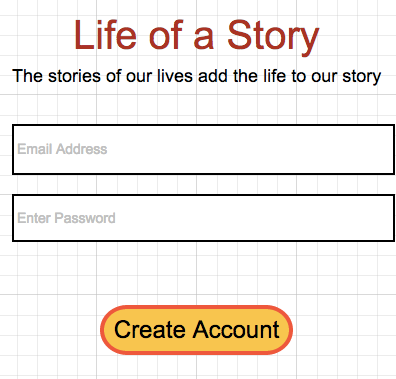 Life of a Story
The stories of our lives add the life to our story
Email Address
Enter Password
Create Account